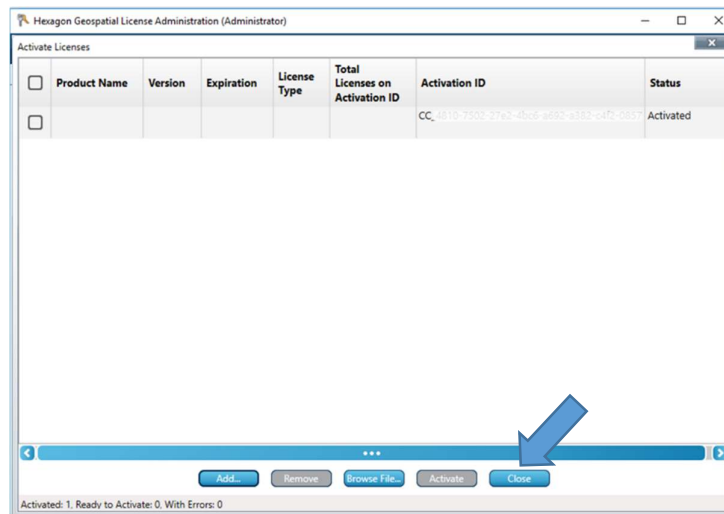 Hexagon Geospatial License Administration (Administrator)
Activate Licenses
Product Name Version Expiration License Type Total Licenses on Activation ID Activation ID Status
CC_ Activated
Add... Remove Browse File... Activate Close
Activated: 1, Ready to Activate: 0, With Errors: 0